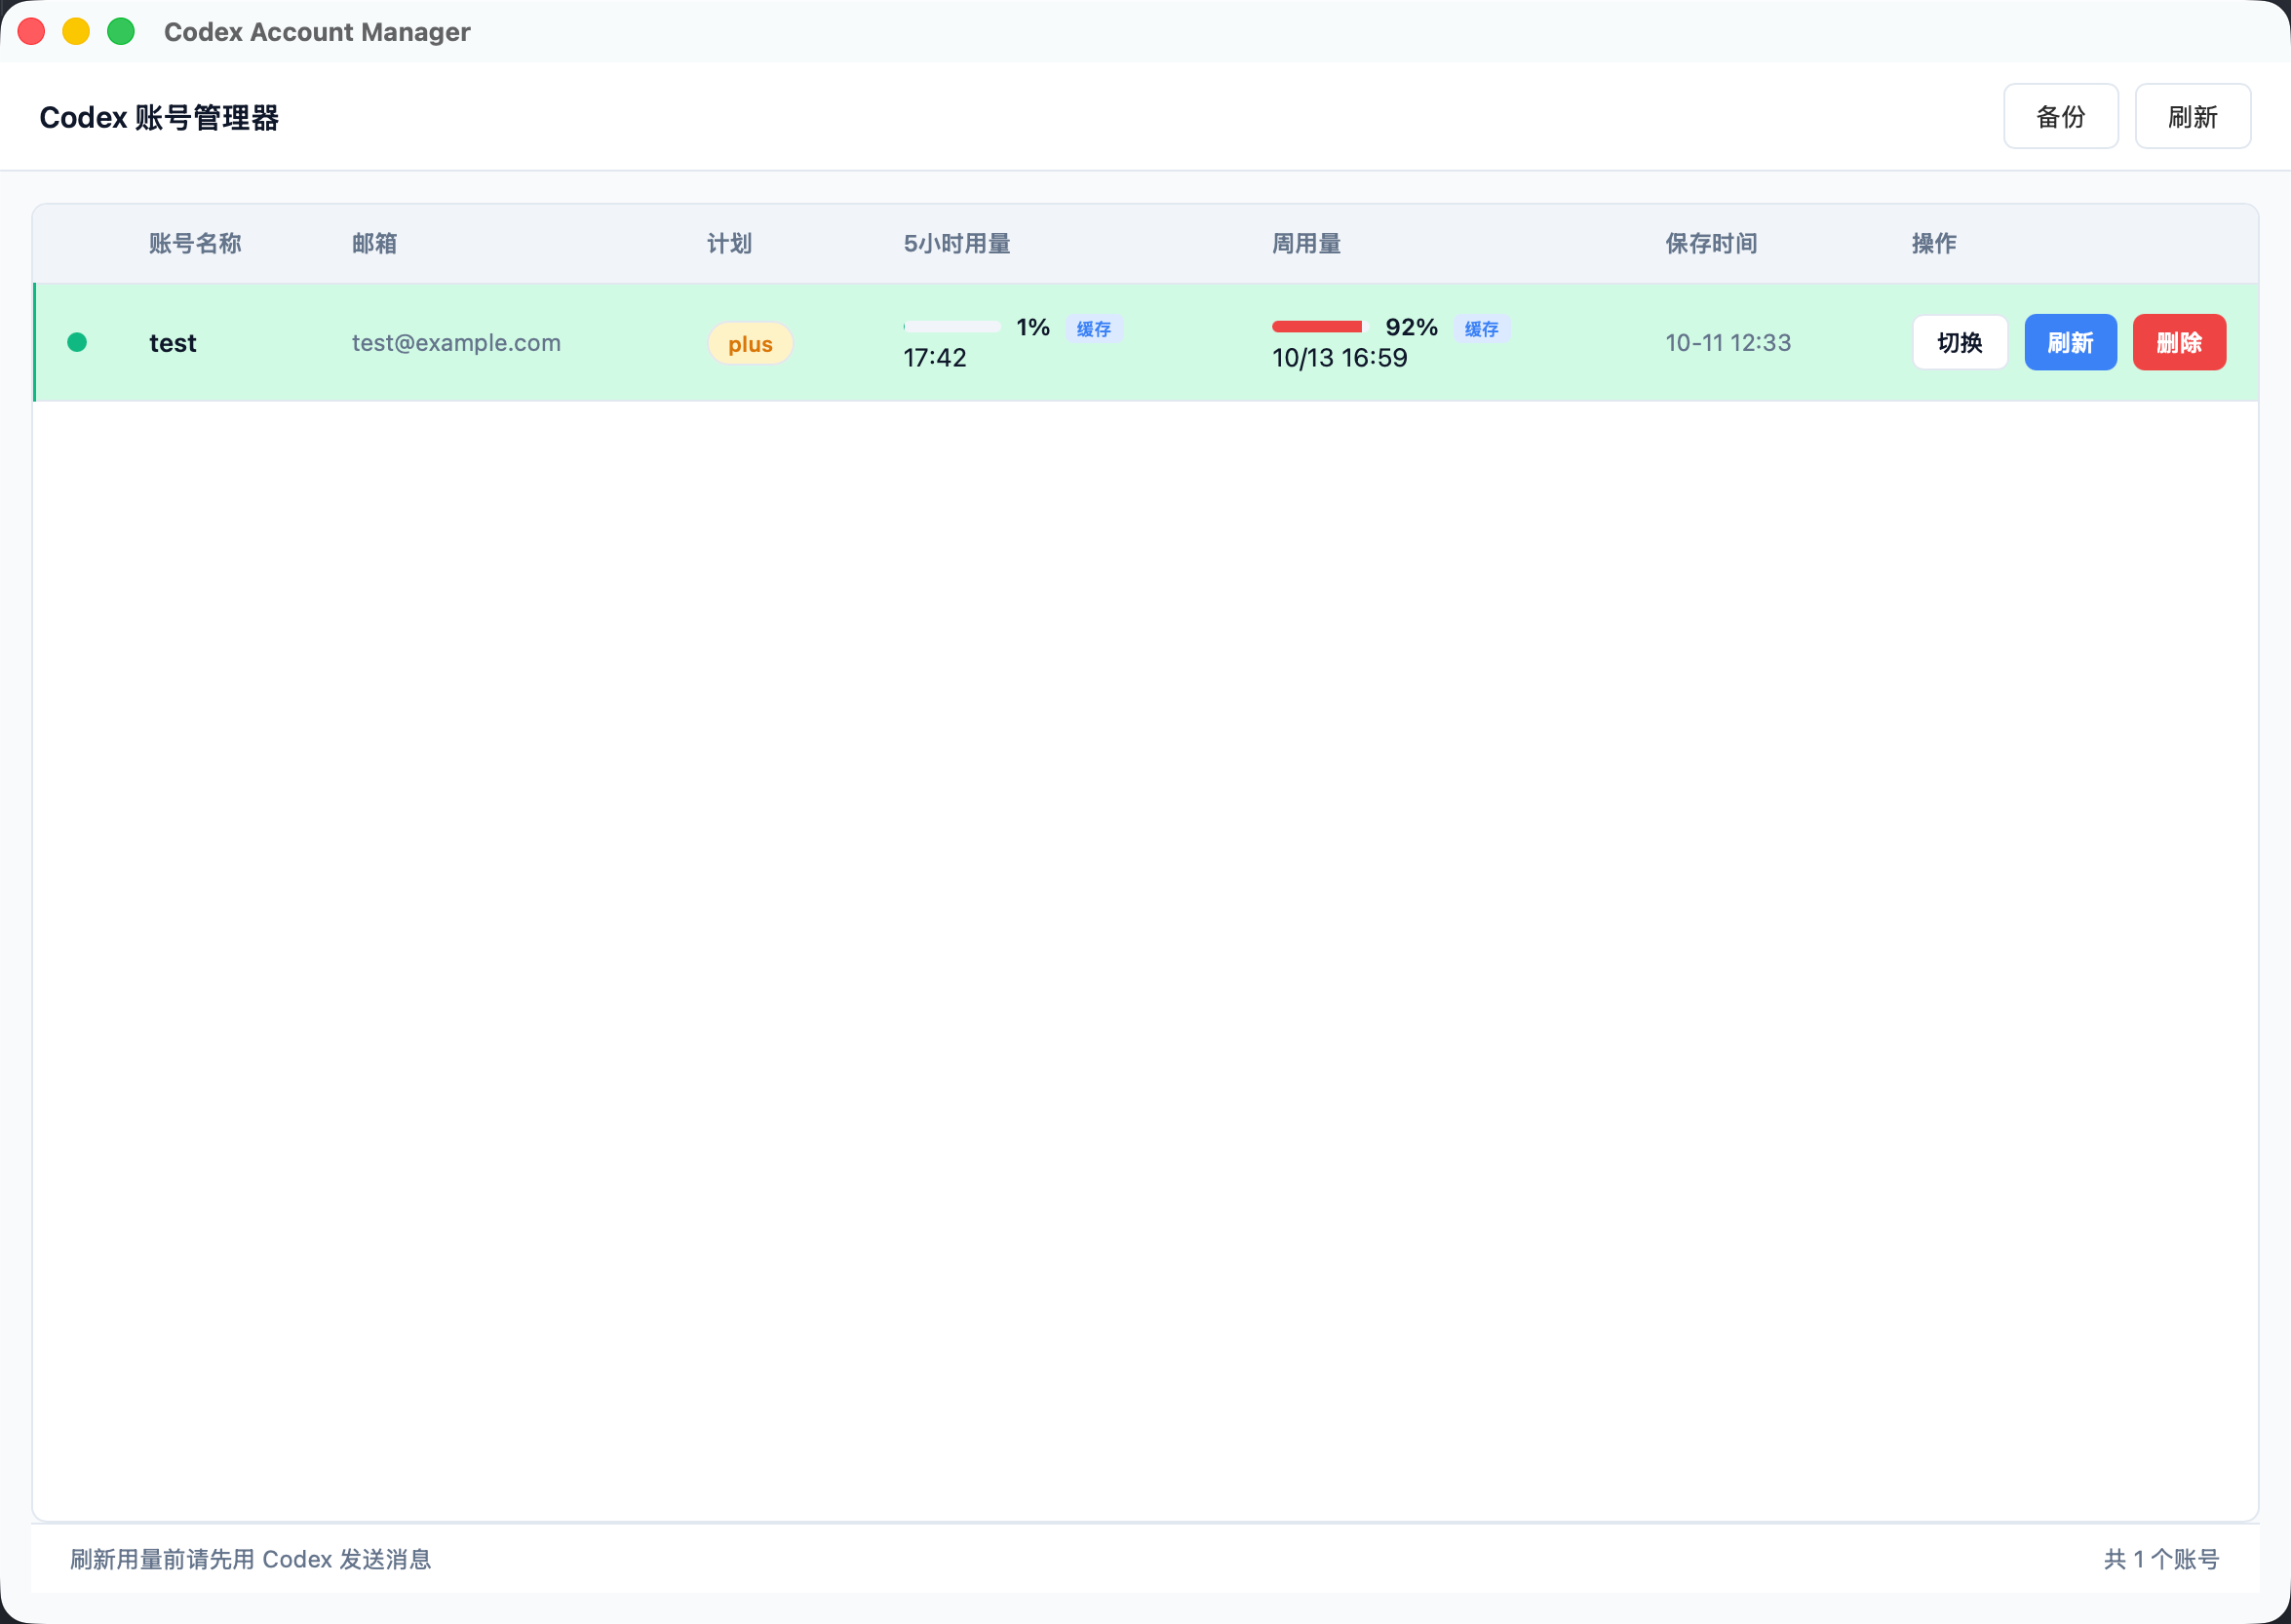 Codex Account Manager
Codex 账号管理器
备份
刷新
账号名称 邮箱 计划 5小时用量 周用量 保存时间 操作
test test@example.com plus 1% 缓存 92% 缓存 10-11 12:33 切换 刷新 删除
17:42 10/13 16:59
刷新用量前请先用 Codex 发送消息
共 1 个账号